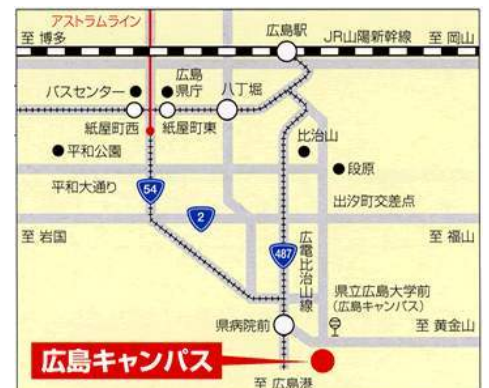 アストラムライン
至 博多
広島駅
JR山陽新幹線
至 岡山
バスセンター
広島
県庁
八丁堀
紙屋町西
紙屋町東
比治山
平和公園
段原
平和大通り
54
出汐町交差点
2
至 岩国
487
広電比治山線
至 福山
県立広島大学前
(広島キャンパス)
県病院前
至 黄金山
広島キャンパス
至 広島港